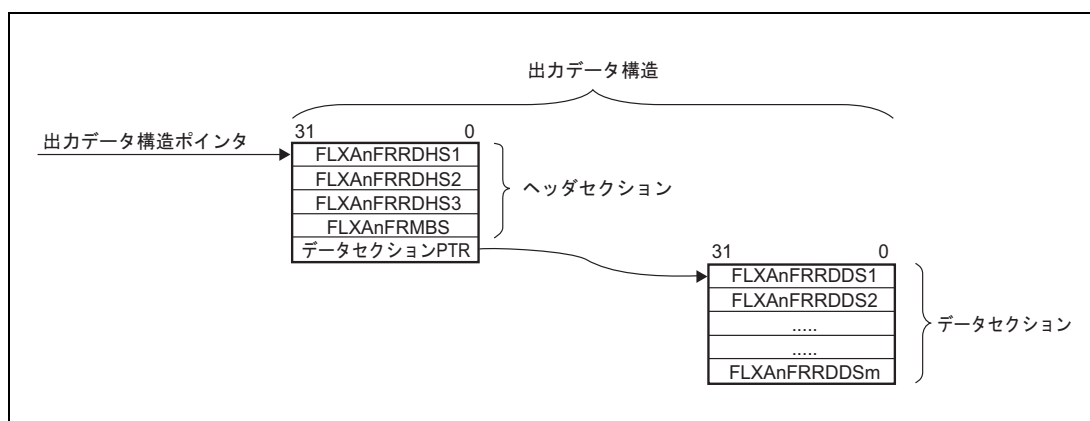 出力データ構造
出力データ構造ポインタ
31 0
FLXAnFRRDHS1
FLXAnFRRDHS2
FLXAnFRRDHS3
FLXAnFRMBS
データセクションPTR
ヘッダセクション
31 0
FLXAnFRRDDS1
FLXAnFRRDDS2
.....
.....
FLXAnFRRDDSm
データセクション